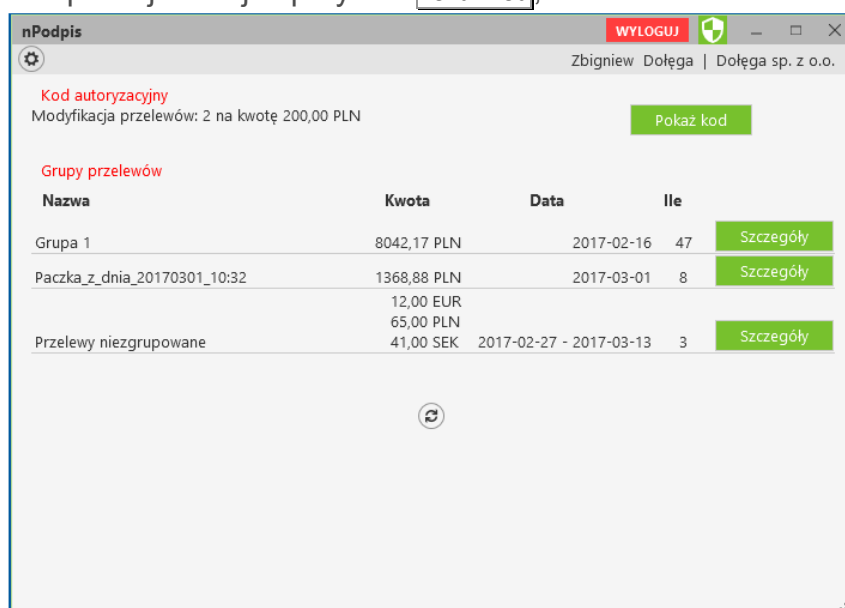 nPodpis WYLOGUJ
Zbigniew Dołęga | Dołęga sp. z o.o.
Kod autoryzacyjny
Modyfikacja przelewów: 2 na kwotę 200,00 PLN
Pokaż kod
Grupy przelewów
Nazwa Kwota Data Ile
Grupa 1 8042,17 PLN 2017-02-16 47 Szczegóły
Paczka_z_dnia_20170301_10:32 1368,88 PLN 2017-03-01 8 Szczegóły
12,00 EUR
65,00 PLN
Przelewy niezgrupowane 41,00 SEK 2017-02-27 - 2017-03-13 3 Szczegóły